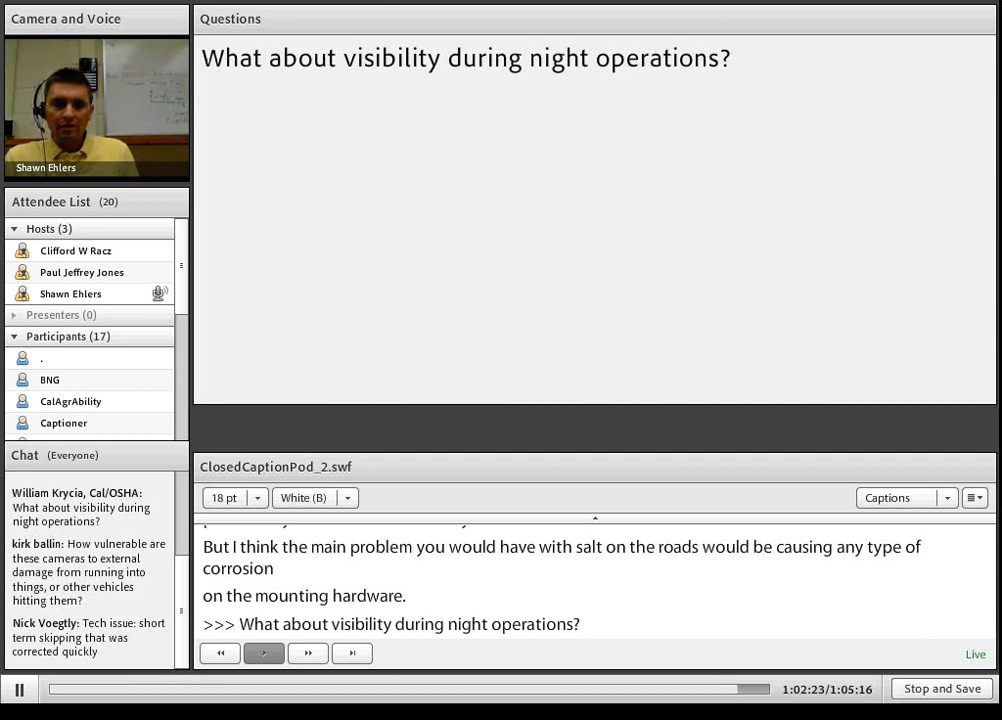 Camera and Voice
Shawn Ehlers
Attendee List (20)
Hosts (3)
Clifford W Racz
Paul Jeffrey Jones
Shawn Ehlers
Presenters (0)
Participants (17)
.
BNG
CalAgrAbility
Captioner
Chat (Everyone)
William Krycia, Cal/OSHA:
What about visibility during
night operations?
kirk ballin: How vulnerable are
these cameras to external
damage from running into
things, or other vehicles
hitting them?
Nick Voegtly: Tech issue: short
term skipping that was
corrected quickly
Questions
What about visibility during night operations?
ClosedCaptionPod_2.swf
18 pt
White (B)
Captions
But I think the main problem you would have with salt on the roads would be causing any type of
corrosion
on the mounting hardware.
>>> What about visibility during night operations?
Live
1:02:23/1:05:16
Stop and Save